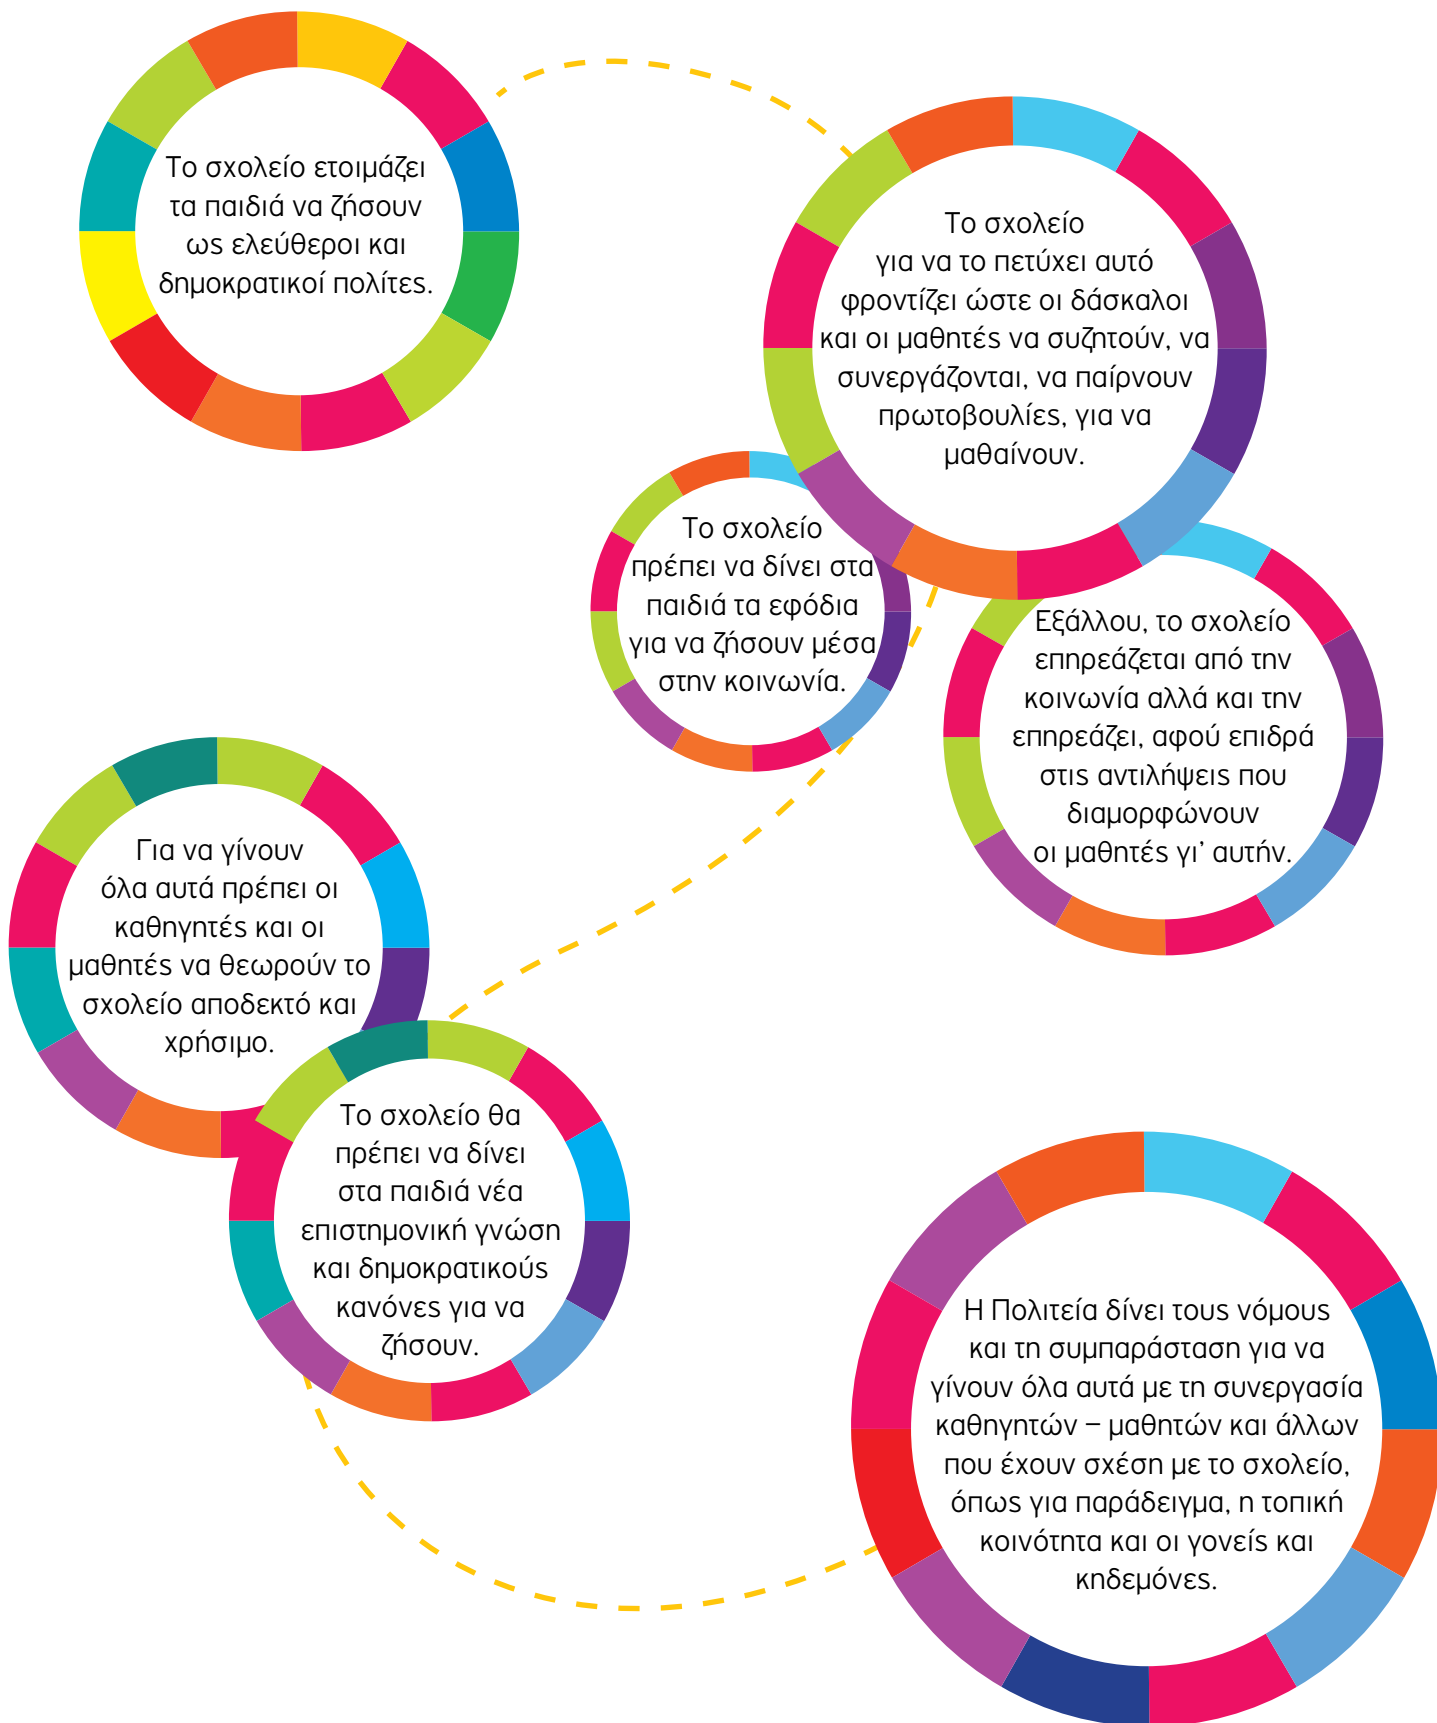 Το σχολείο ετοιμάζει
τα παιδιά να ζήσουν
ως ελεύθεροι και
δημοκρατικοί πολίτες.
Το σχολείο
για να το πετύχει αυτό
φροντίζει ώστε οι δάσκαλοι
και οι μαθητές να συζητούν, να
συνεργάζονται, να παίρνουν
πρωτοβουλίες, για να
μαθαίνουν.
Το σχολείο
πρέπει να δίνει στα
παιδιά τα εφόδια
για να ζήσουν μέσα
στην κοινωνία.
Εξάλλου, το σχολείο
επηρεάζεται από την
κοινωνία αλλά και την
επηρεάζει, αφού επιδρά
στις αντιλήψεις που
διαμορφώνουν
οι μαθητές γι’ αυτήν.
Για να γίνουν
όλα αυτά πρέπει οι
καθηγητές και οι
μαθητές να θεωρούν το
σχολείο αποδεκτό και
χρήσιμο.
Το σχολείο θα
πρέπει να δίνει
στα παιδιά νέα
επιστημονική γνώση
και δημοκρατικούς
κανόνες για να
ζήσουν.
Η Πολιτεία δίνει τους νόμους
και τη συμπαράσταση για να
γίνουν όλα αυτά με τη συνεργασία
καθηγητών – μαθητών και άλλων
που έχουν σχέση με το σχολείο,
όπως για παράδειγμα, η τοπική
κοινότητα και οι γονείς και
κηδεμόνες.